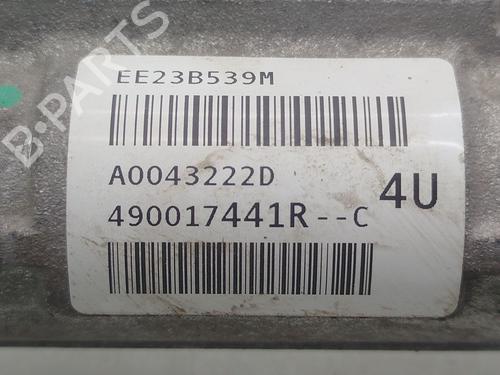 B-PARTS
EE23B539M
A0043222D
4U
490017441R--C